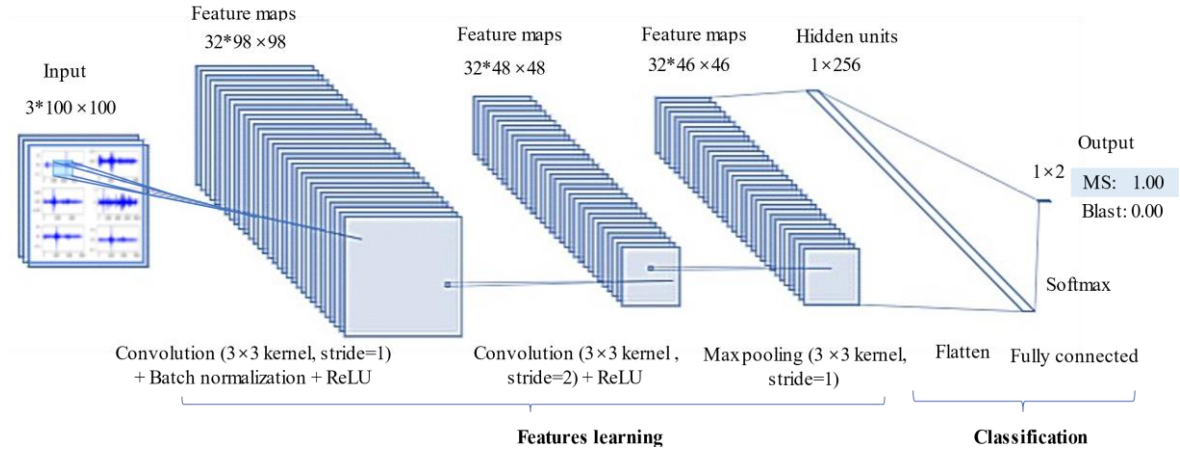 Input
3*100 ×100
Feature maps
32*98 ×98
Feature maps
32*48 ×48
Feature maps
32*46 ×46
Hidden units
1×256
1×2
Output
MS: 1.00
Blast: 0.00
Softmax
Convolution (3×3 kernel, stride=1)
+ Batch normalization + ReLU
Convolution (3×3 kernel ,
stride=2) + ReLU
Maxpooling (3 ×3 kernel,
stride=1)
Flatten
Fully connected
Features learning
Classification